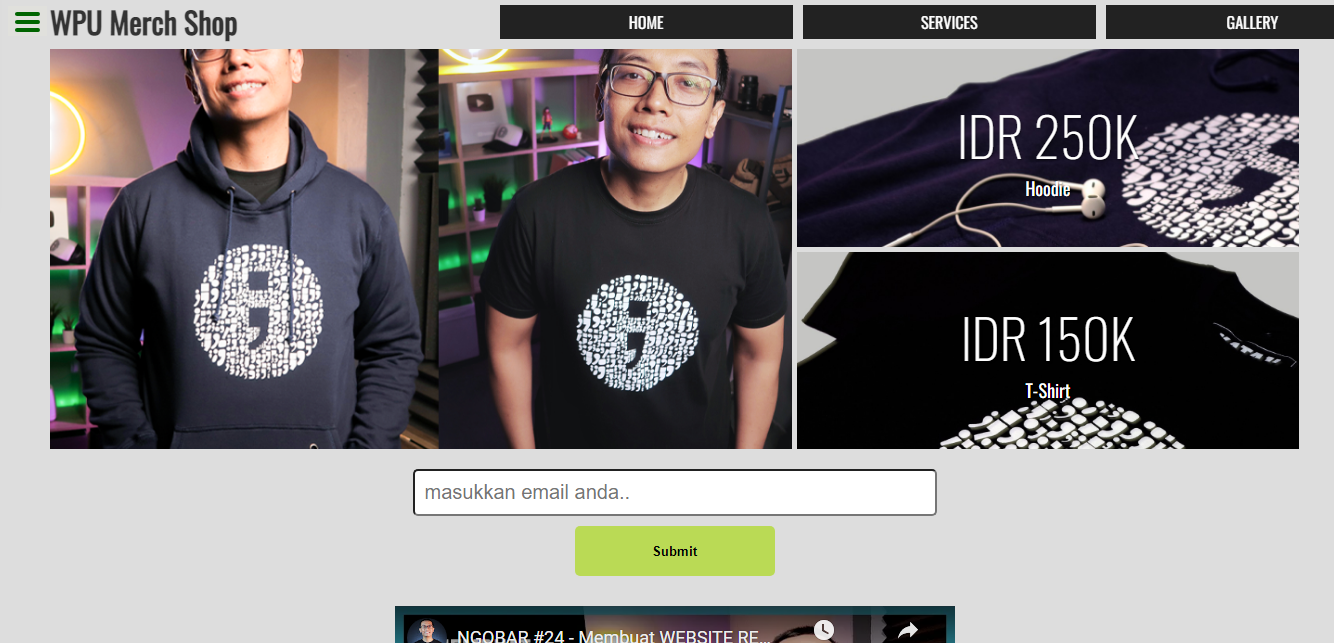 WPU Merch Shop
HOME
SERVICES
GALLERY
IDR 250K
Hoodie
IDR 150K
T-Shirt
masukkan email anda..
Submit
NGOBAR #24 - Membuat WEBSITE RE...